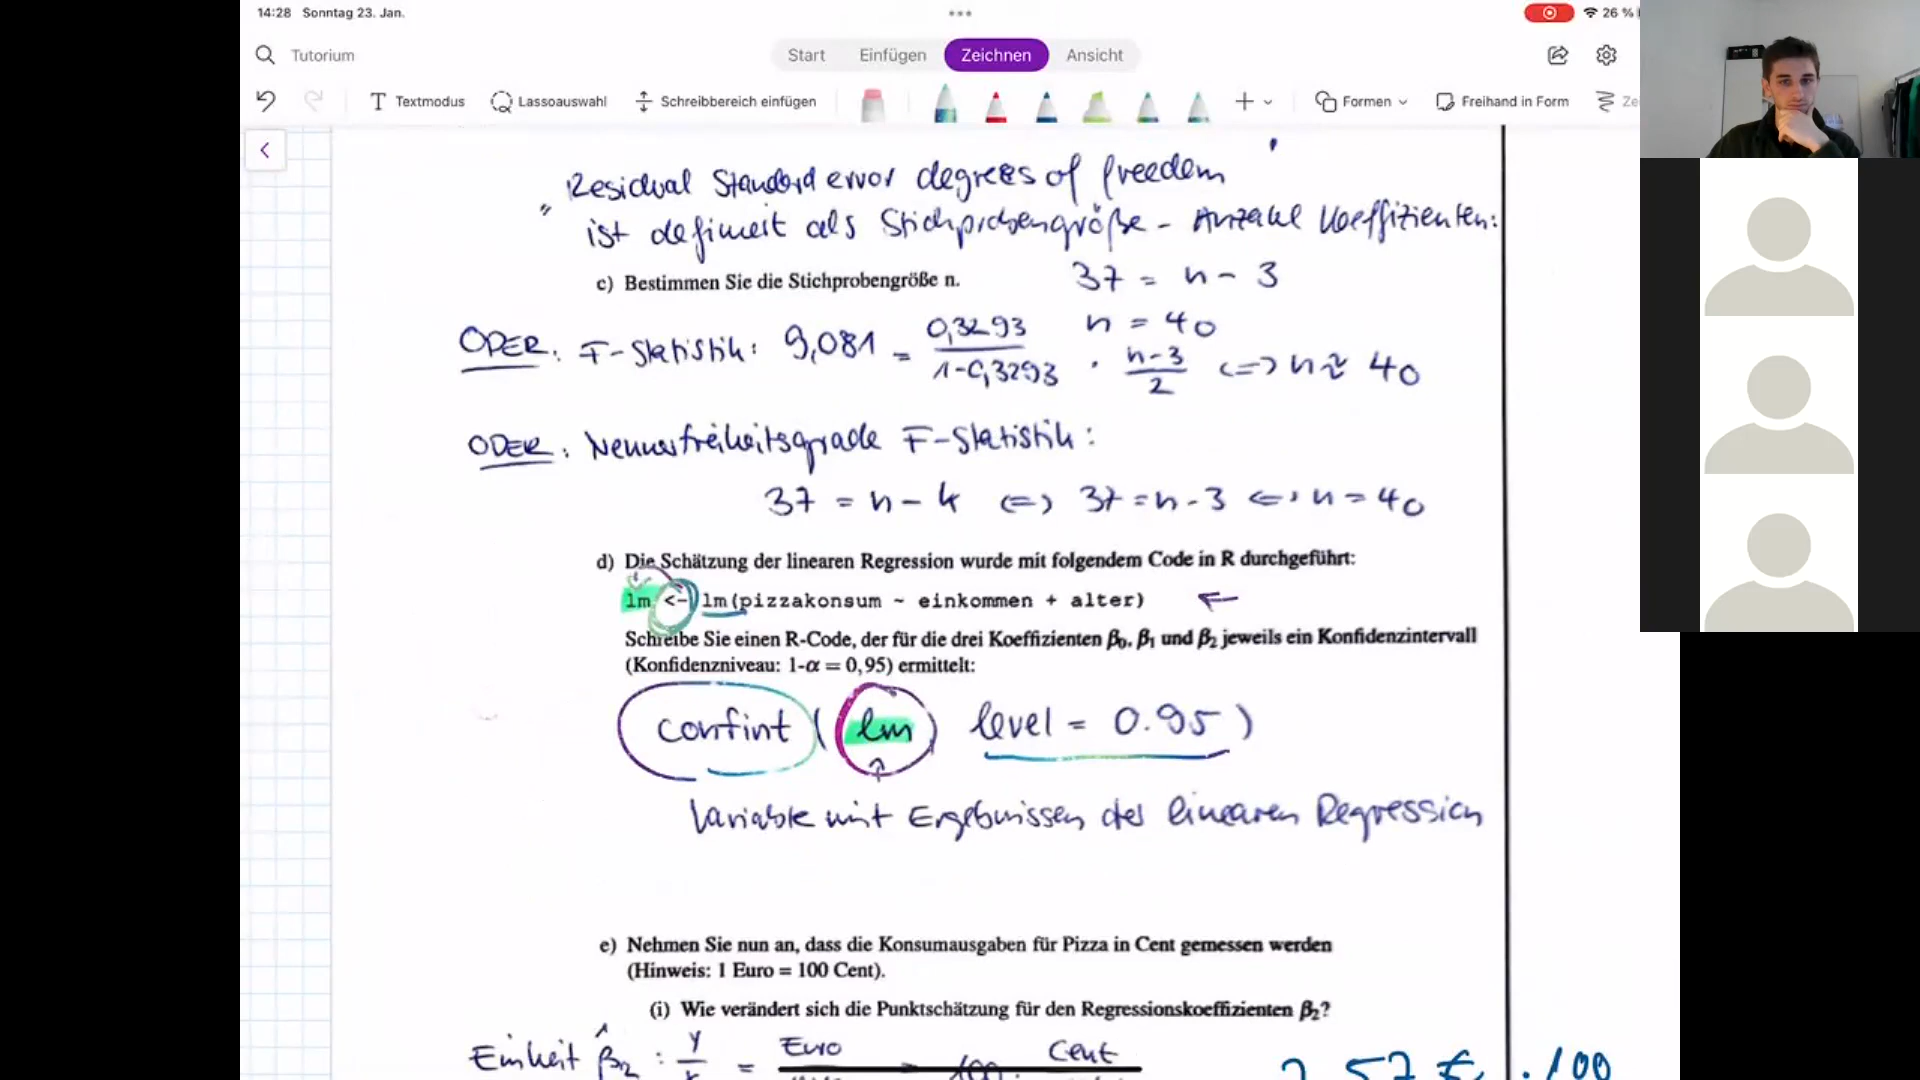 14:28 Sonntag 23. Jan.
26 %
Tutorium
Start Einfügen Zeichnen Ansicht
Textmodus Lassoauswahl Schreibbereich einfügen Formen Freihand in Form
„Residual Standard error degrees of freedom"
ist definiert als Stichprobengröße - Anzahl Koeffizienten:
c) Bestimmen Sie die Stichprobengröße n.
37 = n - 3
n = 40
ODER: F-Statistik: 9,081 = 0,3293 / 1-0,3293 · n-3 / 2 <=> n ≈ 40
ODER: Nennerfreiheitsgrade F-Statistik:
37 = n - k <=> 37 = n - 3 <=> n = 40
d) Die Schätzung der linearen Regression wurde mit folgendem Code in R durchgeführt:
lm <- lm(pizzakonsum ~ einkommen + alter)
Schreibe Sie einen R-Code, der für die drei Koeffizienten β0, β1 und β2 jeweils ein Konfidenzintervall
(Konfidenzniveau: 1-α = 0,95) ermittelt:
confint ( lm level = 0.95 )
Variable mit Ergebnissen der linearen Regression
e) Nehmen Sie nun an, dass die Konsumausgaben für Pizza in Cent gemessen werden
(Hinweis: 1 Euro = 100 Cent).
(i) Wie verändert sich die Punktschätzung für den Regressionskoeffizienten β2?
Einheit β̂2 : y = Euro = 100 · Cent
2,57 € · 100